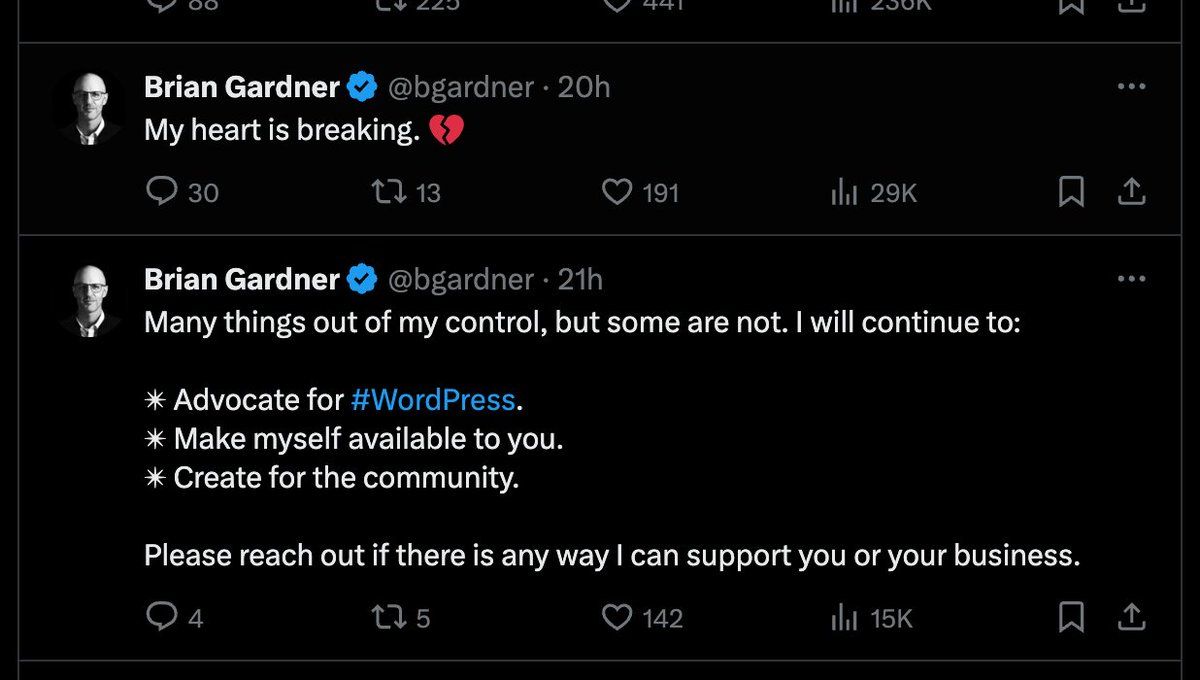 88 225 441 236K
Brian Gardner @bgardner · 20h
My heart is breaking. 💔
30 13 191 29K
Brian Gardner @bgardner · 21h
Many things out of my control, but some are not. I will continue to:
✴ Advocate for #WordPress.
✴ Make myself available to you.
✴ Create for the community.
Please reach out if there is any way I can support you or your business.
4 5 142 15K